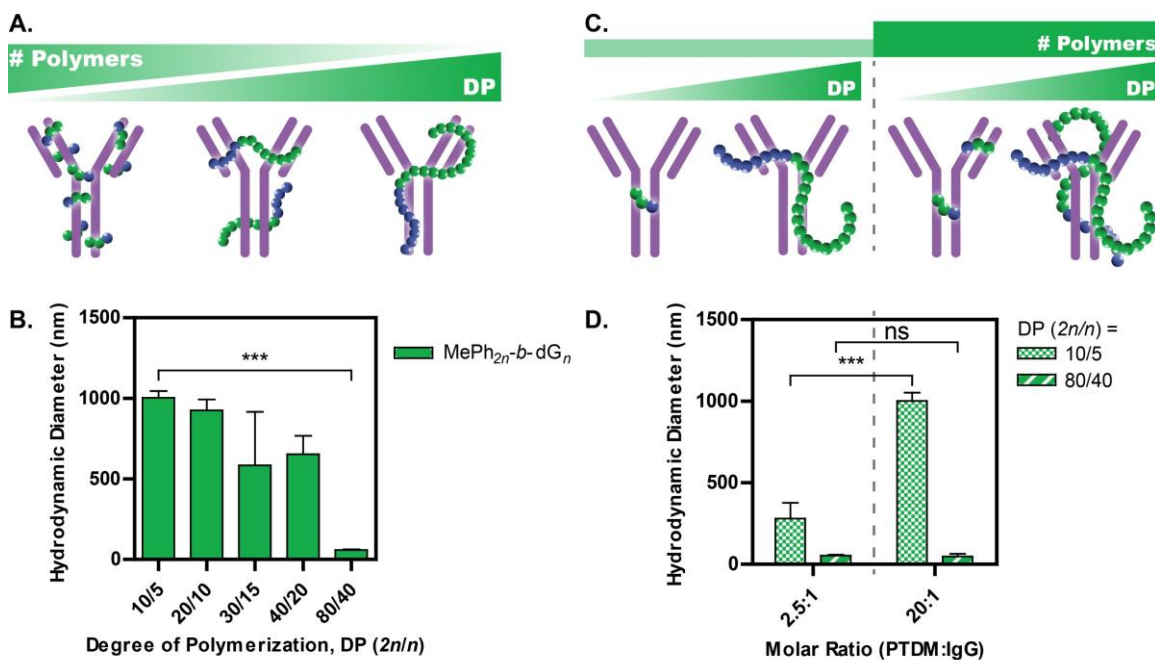 A.
# Polymers
DP
B.
Hydrodynamic Diameter (nm)
1500
1000
500
0
***
MePh2n-b-dGn
10/5
20/10
30/15
40/20
80/40
Degree of Polymerization, DP (2n/n)
C.
# Polymers
DP
DP
D.
Hydrodynamic Diameter (nm)
1500
1000
500
0
***
ns
DP (2n/n) =
10/5
80/40
2.5:1
20:1
Molar Ratio (PTDM:IgG)